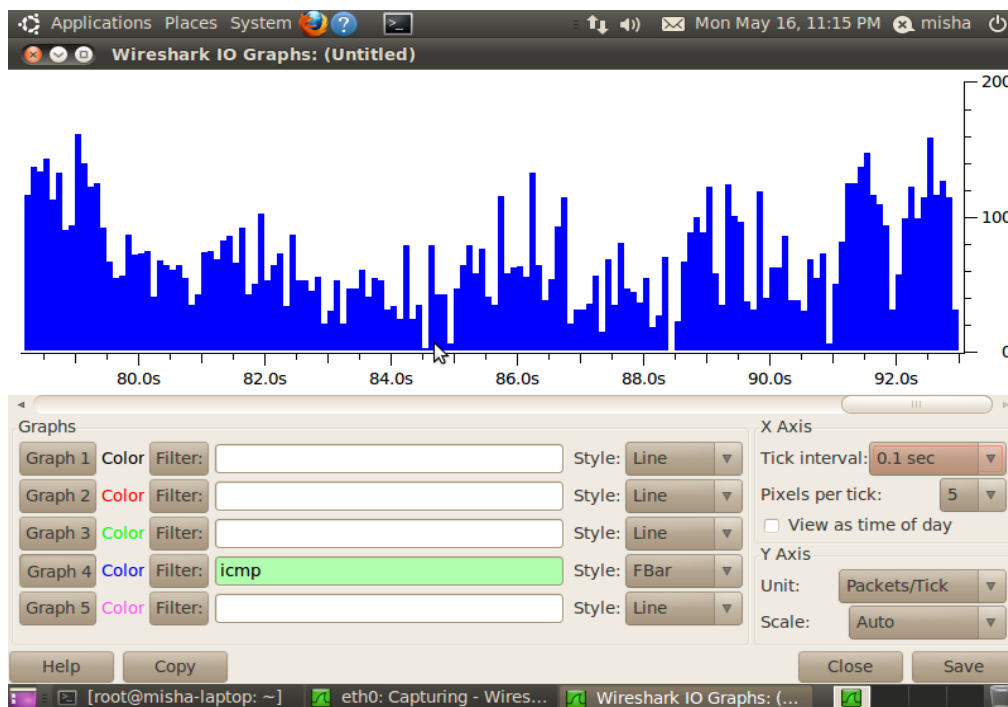 Applications Places System ? >_ Mon May 16, 11:15 PM misha
Wireshark IO Graphs: (Untitled)
200
100
0
80.0s 82.0s 84.0s 86.0s 88.0s 90.0s 92.0s
Graphs
Graph 1 Color Filter: Style: Line
Graph 2 Color Filter: Style: Line
Graph 3 Color Filter: Style: Line
Graph 4 Color Filter: icmp Style: FBar
Graph 5 Color Filter: Style: Line
X Axis
Tick interval: 0.1 sec
Pixels per tick: 5
View as time of day
Y Axis
Unit: Packets/Tick
Scale: Auto
Help Copy Close Save
[root@misha-laptop: ~] eth0: Capturing - Wires... Wireshark IO Graphs: (...